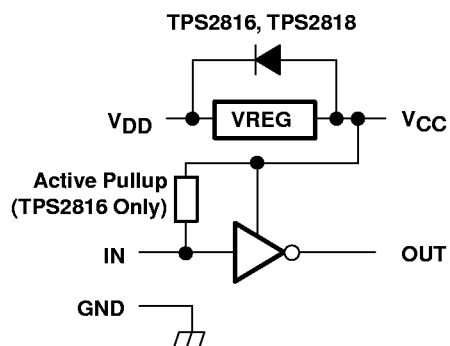 TPS2816, TPS2818
VDD
VREG
VCC
Active Pullup
(TPS2816 Only)
IN
OUT
GND